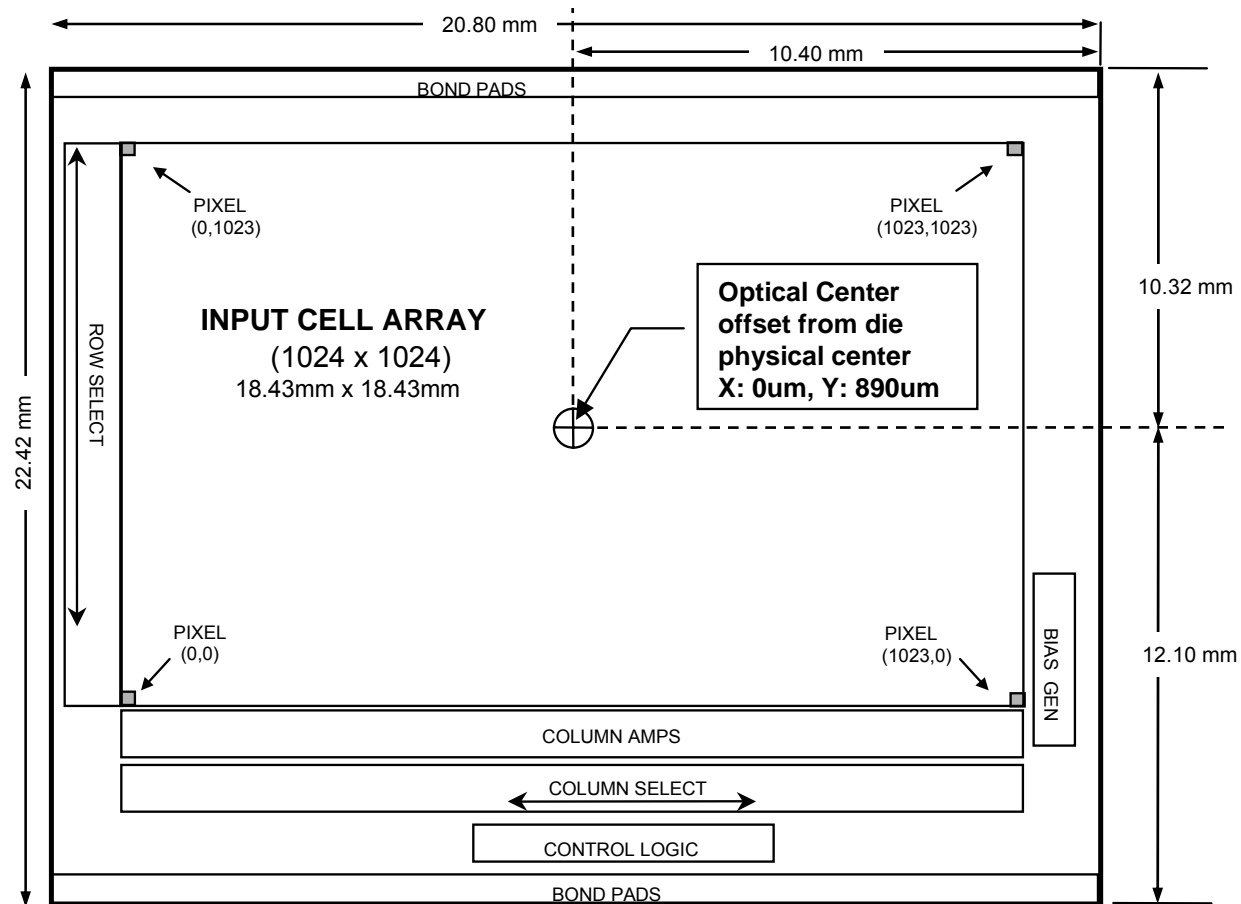 20.80 mm
10.40 mm
BOND PADS
PIXEL
(0,1023)
PIXEL
(1023,1023)
10.32 mm
Optical Center
offset from die
physical center
X: 0um, Y: 890um
INPUT CELL ARRAY
(1024 x 1024)
18.43mm x 18.43mm
ROW SELECT
22.42 mm
PIXEL
(0,0)
PIXEL
(1023,0)
BIAS GEN
12.10 mm
COLUMN AMPS
COLUMN SELECT
CONTROL LOGIC
BOND PADS